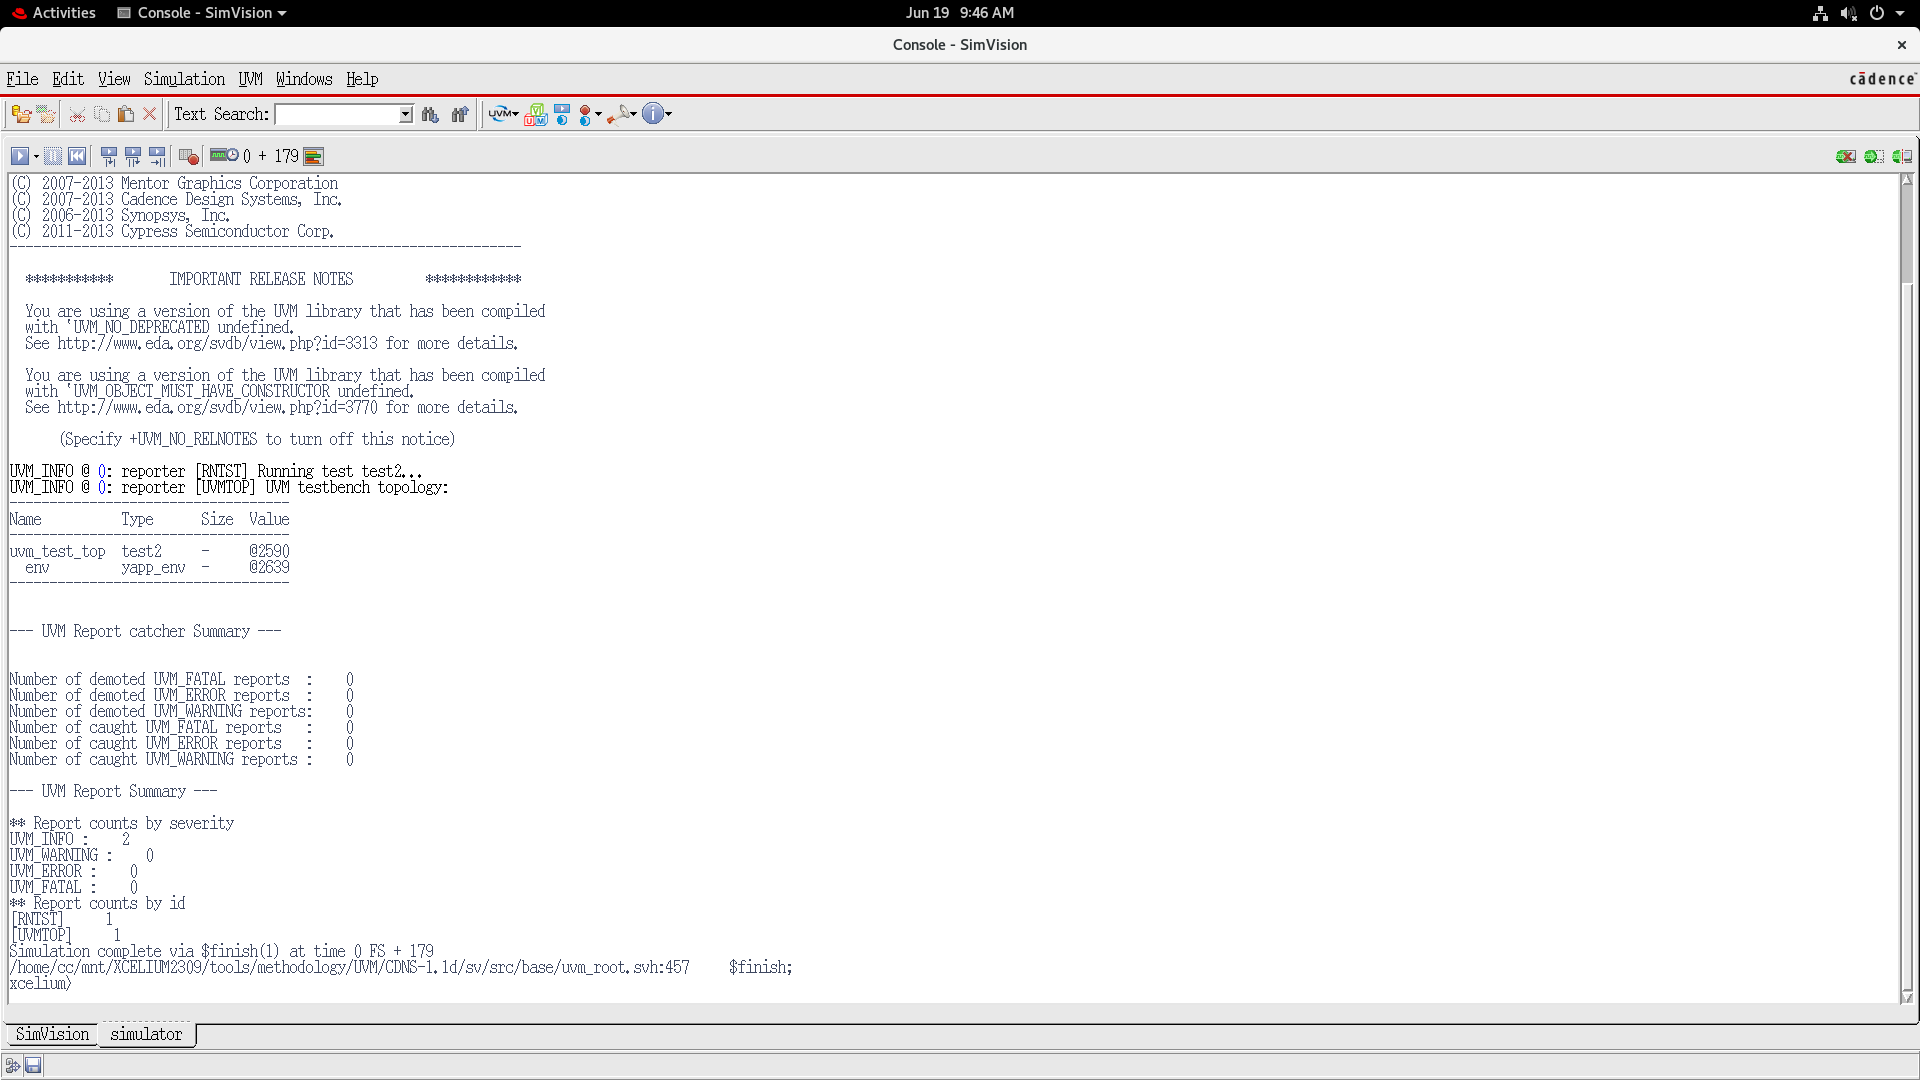 Activities
Console - SimVision
Jun 19 9:46 AM
Console - SimVision
File Edit View Simulation UVM Windows Help
cādence
Text Search:
UVM
0 + 179
(C) 2007-2013 Mentor Graphics Corporation
(C) 2007-2013 Cadence Design Systems, Inc.
(C) 2006-2013 Synopsys, Inc.
(C) 2011-2013 Cypress Semiconductor Corp.
----------------------------------------------------------------
*********** IMPORTANT RELEASE NOTES ************
You are using a version of the UVM library that has been compiled
with `UVM_NO_DEPRECATED undefined.
See http://www.eda.org/svdb/view.php?id=3313 for more details.
You are using a version of the UVM library that has been compiled
with `UVM_OBJECT_MUST_HAVE_CONSTRUCTOR undefined.
See http://www.eda.org/svdb/view.php?id=3770 for more details.
(Specify +UVM_NO_RELNOTES to turn off this notice)
UVM_INFO @ 0: reporter [RNTST] Running test test2...
UVM_INFO @ 0: reporter [UVMTOP] UVM testbench topology:
-----------------------------------
Name Type Size Value
-----------------------------------
uvm_test_top test2 - @2590
env yapp_env - @2639
-----------------------------------
--- UVM Report catcher Summary ---
Number of demoted UVM_FATAL reports : 0
Number of demoted UVM_ERROR reports : 0
Number of demoted UVM_WARNING reports: 0
Number of caught UVM_FATAL reports : 0
Number of caught UVM_ERROR reports : 0
Number of caught UVM_WARNING reports : 0
--- UVM Report Summary ---
** Report counts by severity
UVM_INFO : 2
UVM_WARNING : 0
UVM_ERROR : 0
UVM_FATAL : 0
** Report counts by id
[RNTST] 1
[UVMTOP] 1
Simulation complete via $finish(1) at time 0 FS + 179
/home/cc/mnt/XCELIUM2309/tools/methodology/UVM/CDNS-1.1d/sv/src/base/uvm_root.svh:457 $finish;
xcelium>
SimVision simulator